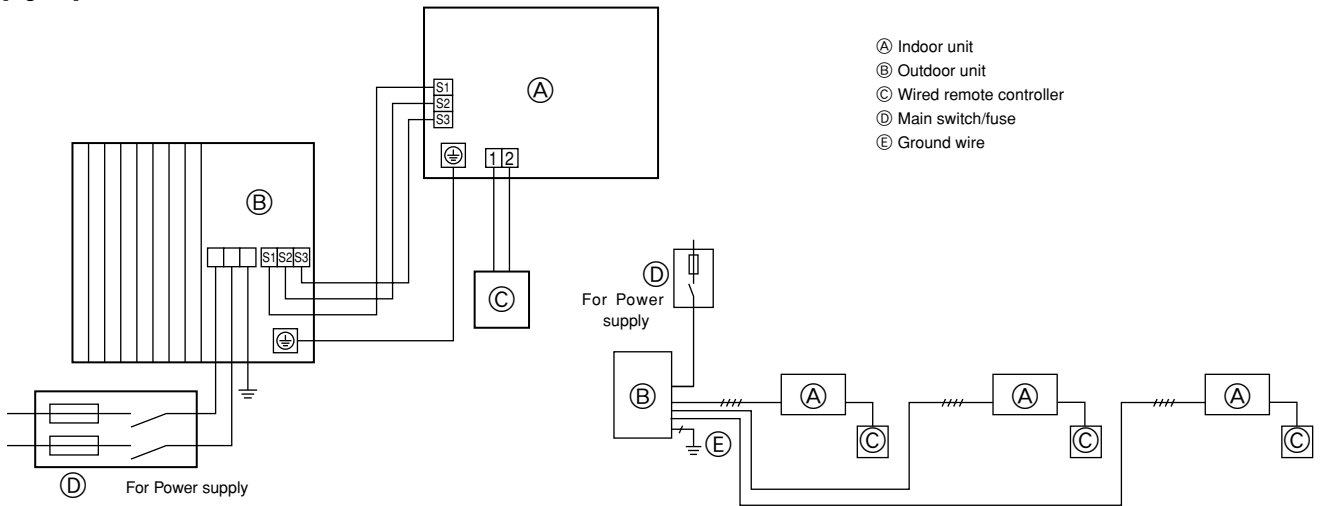 S1
S2
S3
Ⓐ
1 2
Ⓑ
S1 S2 S3
Ⓒ
Ⓓ
For Power supply
Ⓐ Indoor unit
Ⓑ Outdoor unit
Ⓒ Wired remote controller
Ⓓ Main switch/fuse
Ⓔ Ground wire
Ⓓ
For Power
supply
Ⓑ
Ⓔ
Ⓐ
Ⓒ
Ⓐ
Ⓒ
Ⓐ
Ⓒ